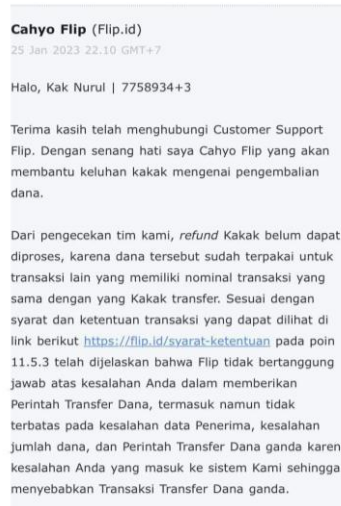 Cahyo Flip (Flip.id)
25 Jan 2023 22.10 GMT+7
Halo, Kak Nurul | 7758934+3
Terima kasih telah menghubungi Customer Support
Flip. Dengan senang hati saya Cahyo Flip yang akan
membantu keluhan kakak mengenai pengembalian
dana.
Dari pengecekan tim kami, refund Kakak belum dapat
diproses, karena dana tersebut sudah terpakai untuk
transaksi lain yang memiliki nominal transaksi yang
sama dengan yang Kakak transfer. Sesuai dengan
syarat dan ketentuan transaksi yang dapat dilihat di
link berikut https://flip.id/syarat-ketentuan pada poin
11.5.3 telah dijelaskan bahwa Flip tidak bertanggung
jawab atas kesalahan Anda dalam memberikan
Perintah Transfer Dana, termasuk namun tidak
terbatas pada kesalahan data Penerima, kesalahan
jumlah dana, dan Perintah Transfer Dana ganda karen
kesalahan Anda yang masuk ke sistem Kami sehingga
menyebabkan Transaksi Transfer Dana ganda.